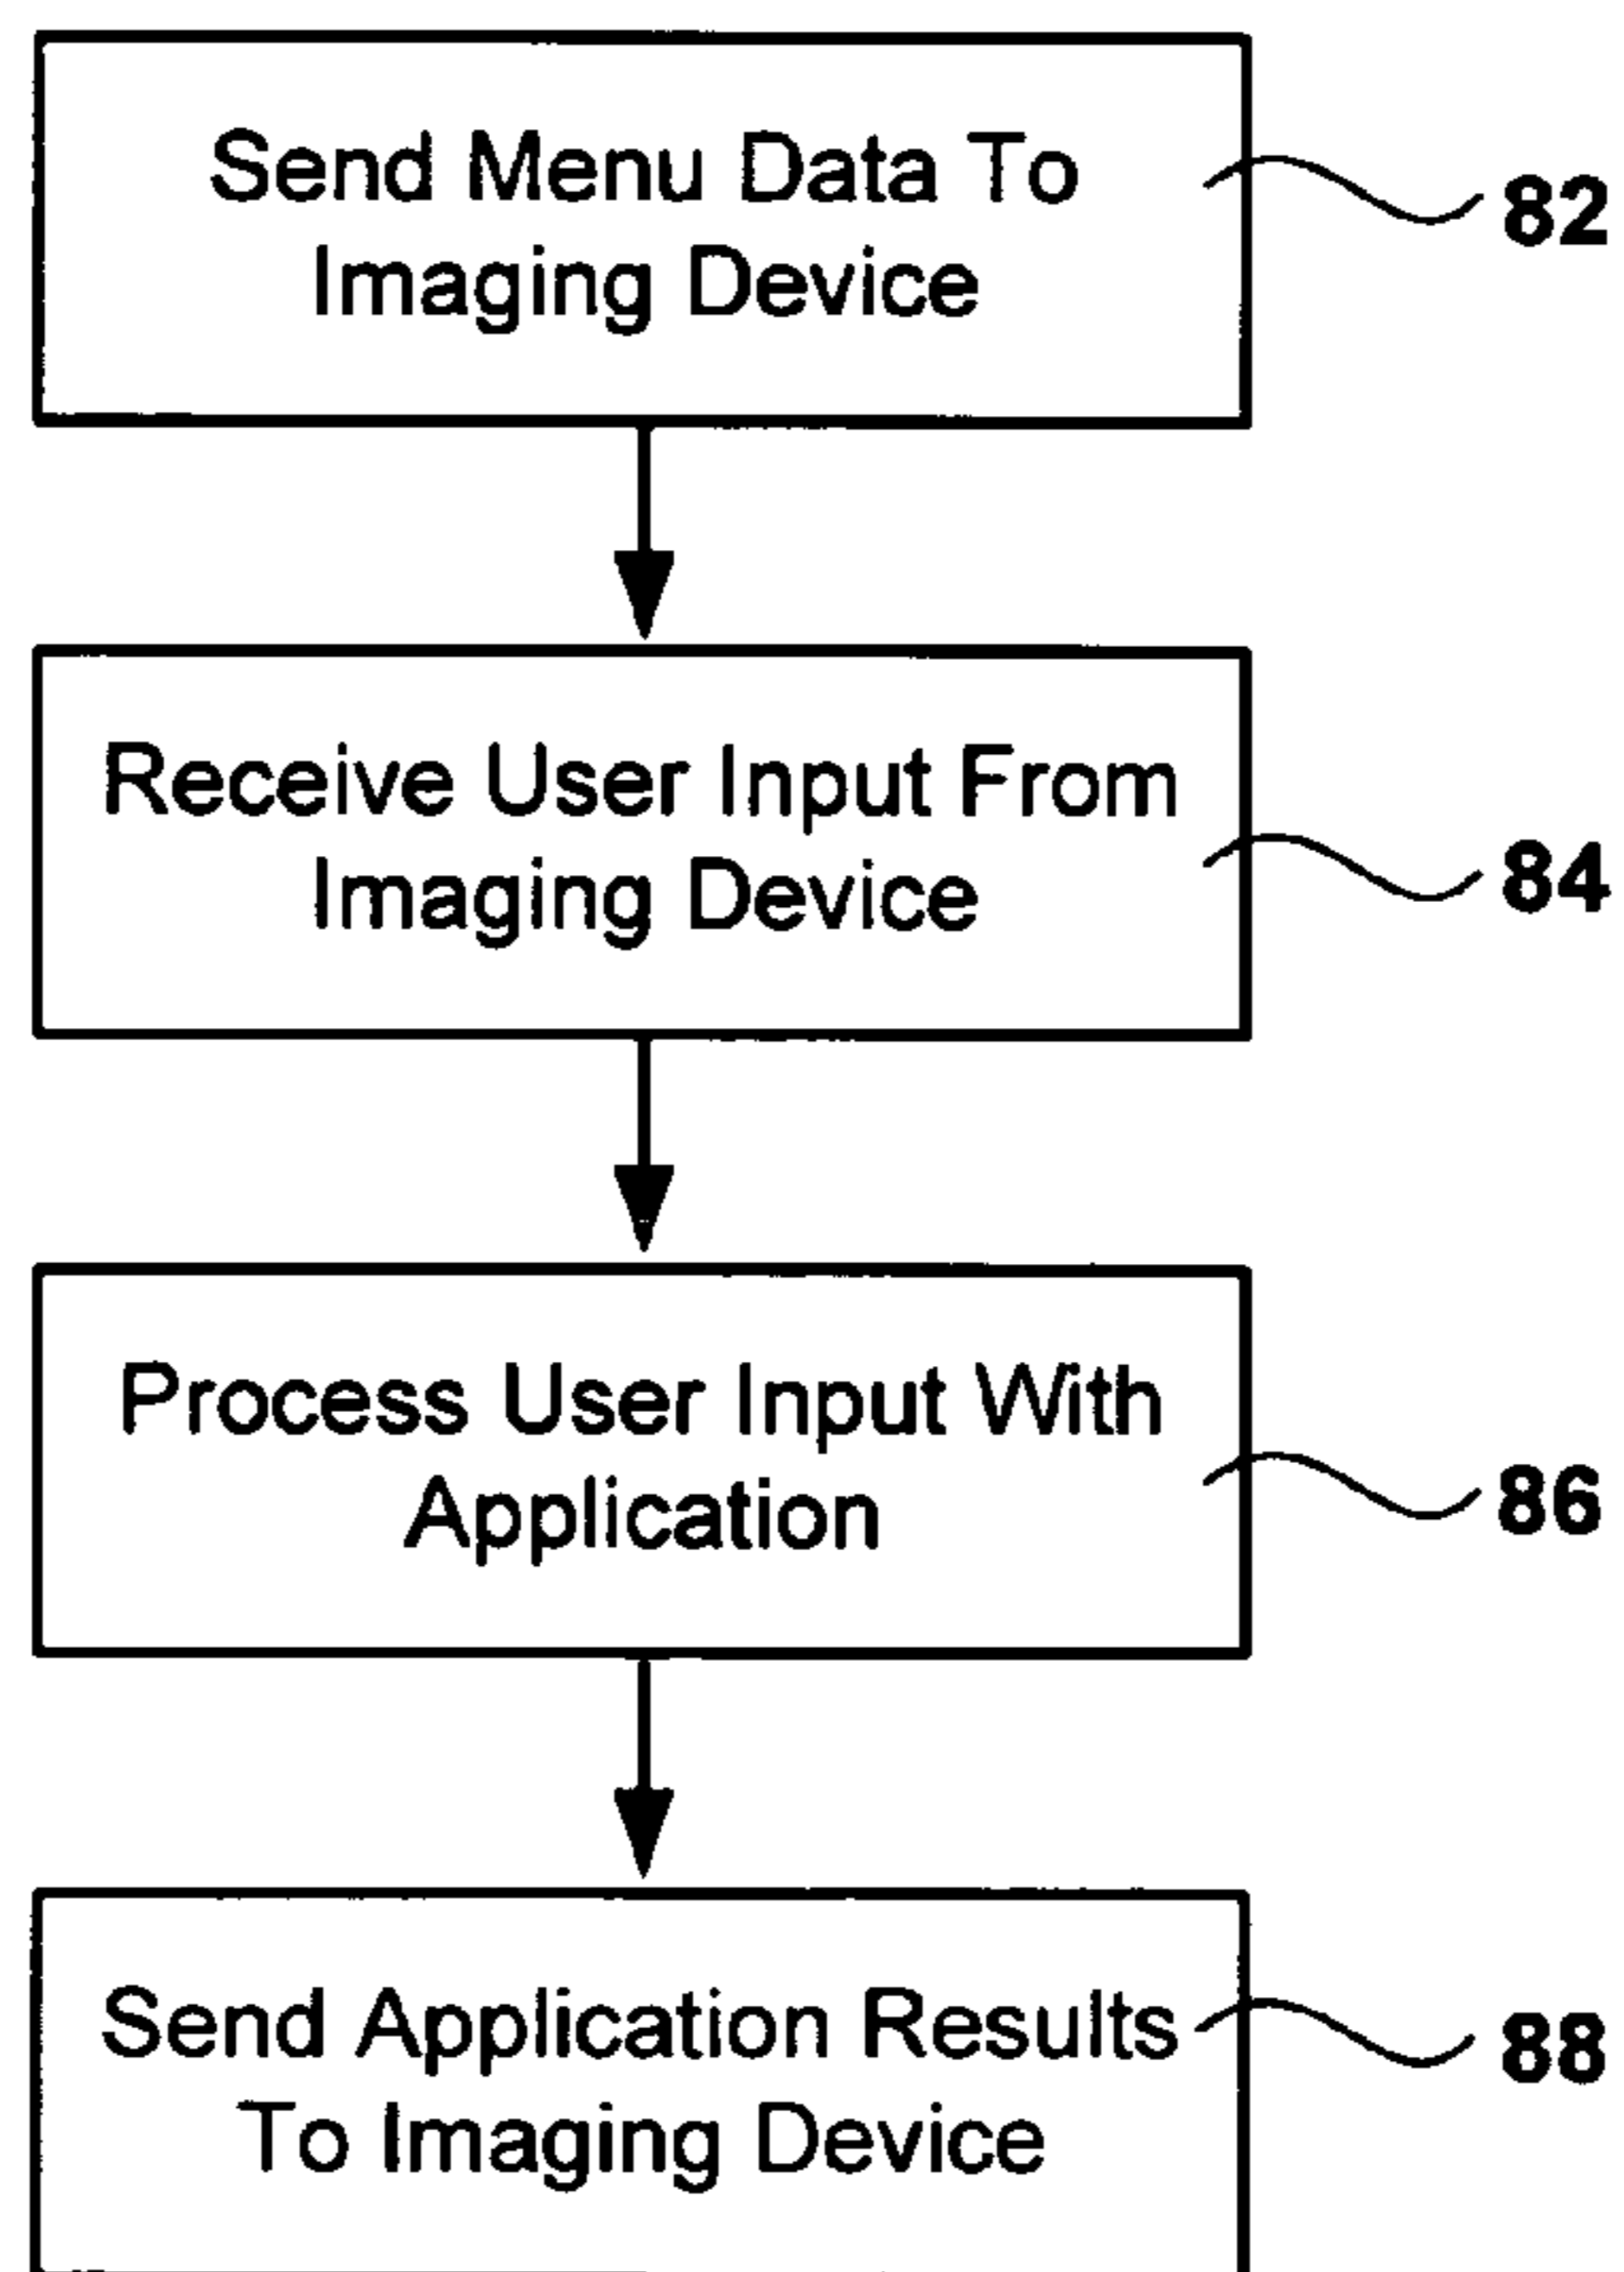 Send Menu Data To
Imaging Device
82
Receive User Input From
Imaging Device
84
Process User Input With
Application
86
Send Application Results
To Imaging Device
88